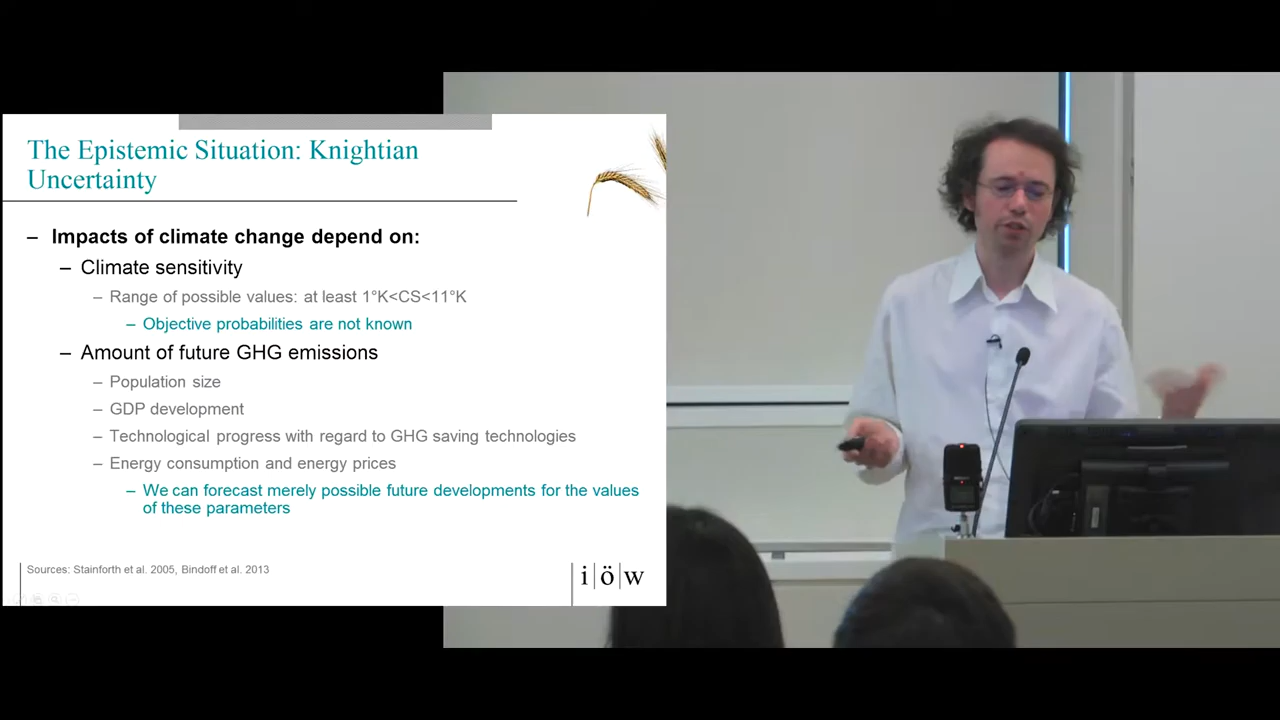 The Epistemic Situation: Knightian
Uncertainty
– Impacts of climate change depend on:
– Climate sensitivity
– Range of possible values: at least 1°K<CS<11°K
– Objective probabilities are not known
– Amount of future GHG emissions
– Population size
– GDP development
– Technological progress with regard to GHG saving technologies
– Energy consumption and energy prices
– We can forecast merely possible future developments for the values
of these parameters
Sources: Stainforth et al. 2005, Bindoff et al. 2013
i|ö|w